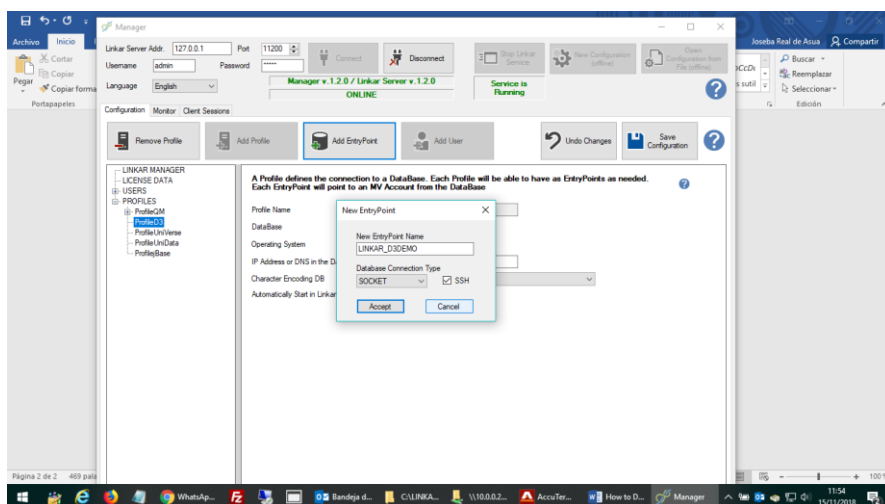 Manager
Archivo
Inicio
Joseba Real de Asua
Compartir
Cortar
Copiar
Copiar forma
Pegar
Portapapeles
Linkar Server Addr. 127.0.0.1 Port 11200
Username admin Password *****
Language English
Connect
Disconnect
Stop Linkar Service
New Configuration (offline)
Open Configuration from File (offline)
Manager v.1.2.0 / Linkar Server v.1.2.0
ONLINE
Service is
Running
Buscar
Reemplazar
Seleccionar
Edición
s sutil
Configuration Monitor Client Sessions
Remove Profile
Add Profile
Add EntryPoint
Add User
Undo Changes
Save Configuration
LINKAR MANAGER
LICENSE DATA
USERS
PROFILES
ProfileQM
ProfileD3
ProfileUniVerse
ProfileUniData
ProfilejBase
A Profile defines the connection to a DataBase. Each Profile will be able to have as EntryPoints as needed.
Each EntryPoint will point to an MV Account from the DataBase
Profile Name
DataBase
Operating System
IP Address or DNS in the D
Character Encoding DB
Automatically Start in Linkar
New EntryPoint
New EntryPoint Name
LINKAR_D3DEMO
Database Connection Type
SOCKET
SSH
Accept
Cancel
Página 2 de 2 469 pala
100
WhatsAp...
Bandeja d...
C:\LINKA...
\\10.0.0.2...
AccuTer...
How to D...
Manager
11:54
15/11/2018